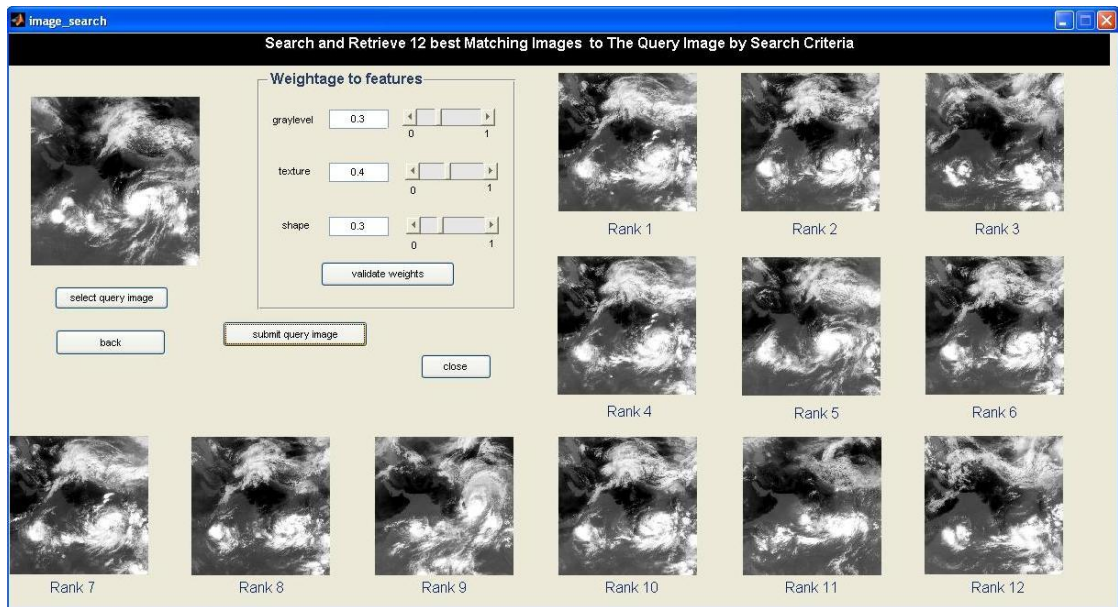 image_search
Search and Retrieve 12 best Matching Images to The Query Image by Search Criteria
Weightage to features
graylevel 0.3
0 1
texture 0.4
0 1
shape 0.3
0 1
validate weights
select query image
back
submit query image
close
Rank 1 Rank 2 Rank 3
Rank 4 Rank 5 Rank 6
Rank 7 Rank 8 Rank 9 Rank 10 Rank 11 Rank 12